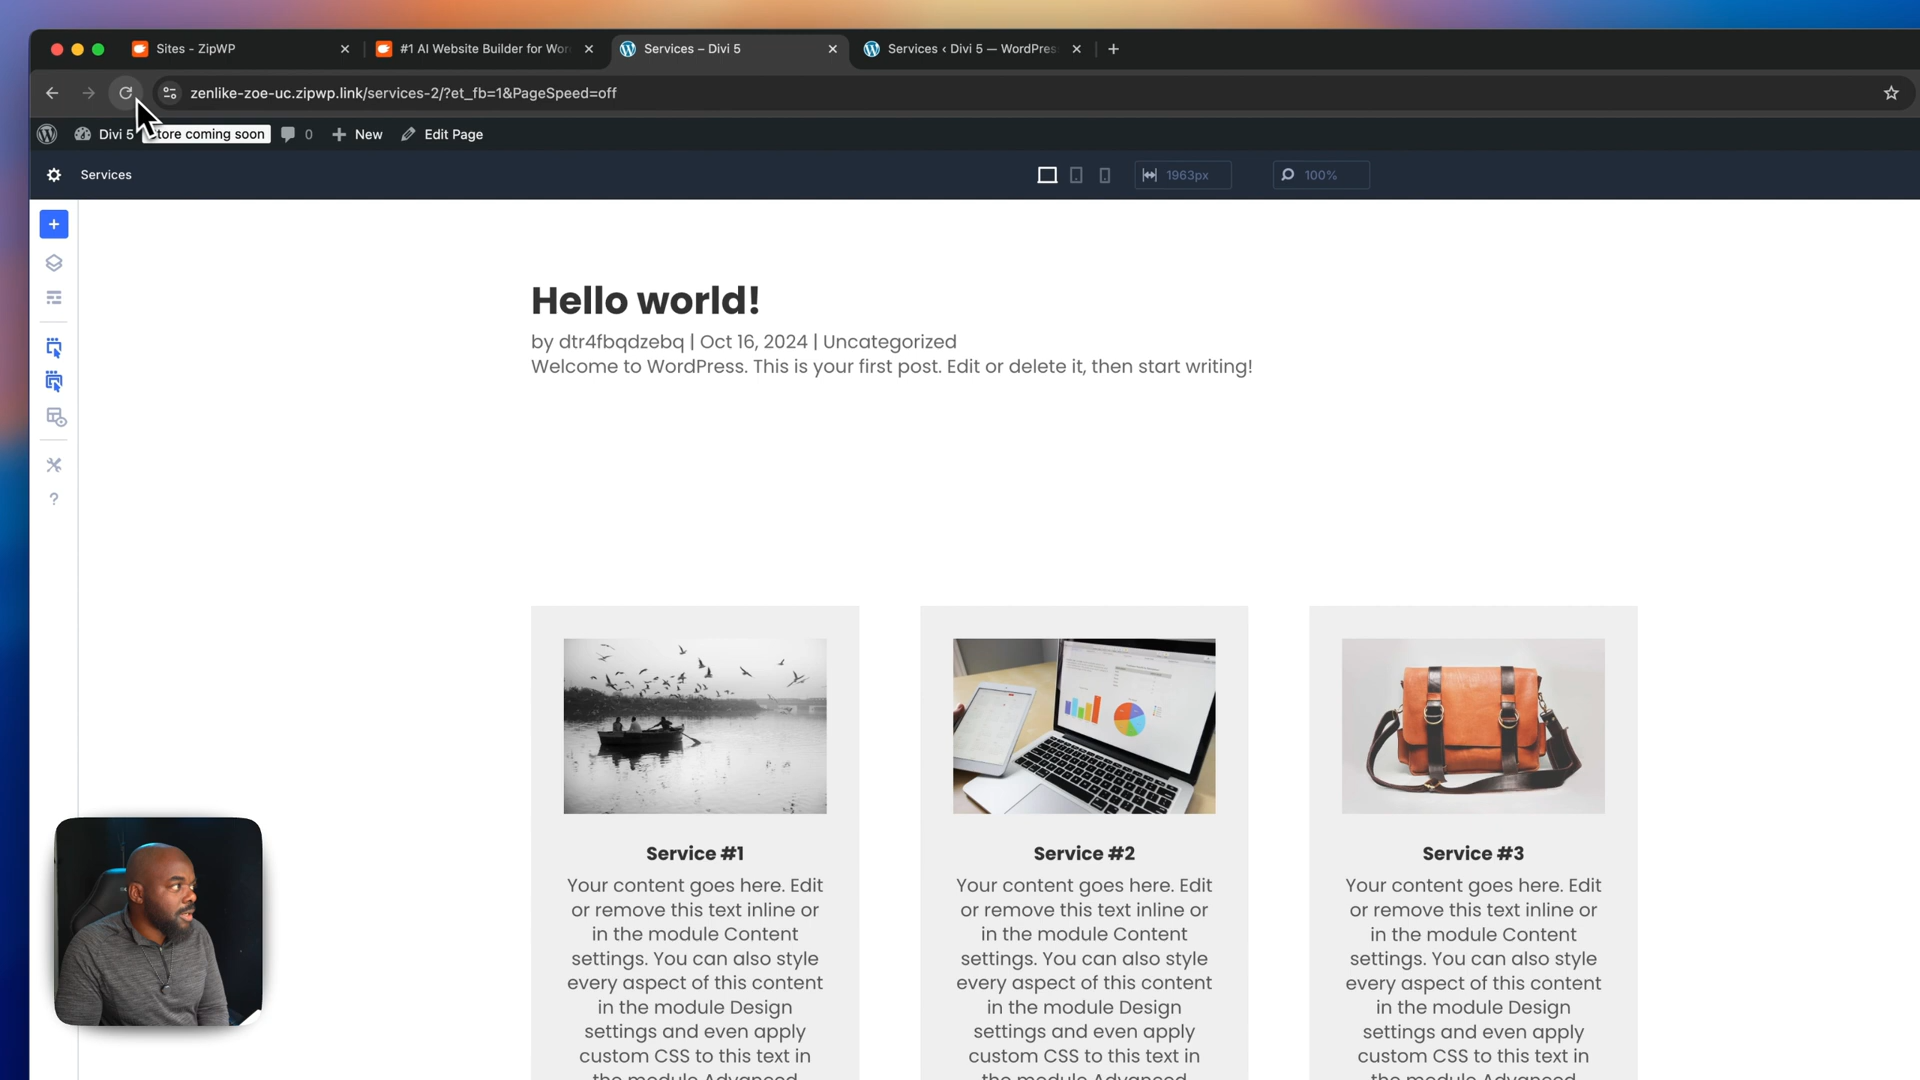 Sites - ZipWP
#1 AI Website Builder for Wor
Services – Divi 5
Services ‹ Divi 5 — WordPres
zenlike-zoe-uc.zipwp.link/services-2/?et_fb=1&PageSpeed=off
Divi 5
tore coming soon
0
New
Edit Page
Services
1963px
100%
Hello world!
by dtr4fbqdzebq | Oct 16, 2024 | Uncategorized
Welcome to WordPress. This is your first post. Edit or delete it, then start writing!
Service #1
Your content goes here. Edit
or remove this text inline or
in the module Content
settings. You can also style
every aspect of this content
in the module Design
settings and even apply
custom CSS to this text in
the module Advanced
Service #2
Your content goes here. Edit
or remove this text inline or
in the module Content
settings. You can also style
every aspect of this content
in the module Design
settings and even apply
custom CSS to this text in
the module Advanced
Service #3
Your content goes here. Edit
or remove this text inline or
in the module Content
settings. You can also style
every aspect of this content
in the module Design
settings and even apply
custom CSS to this text in
the module Advanced